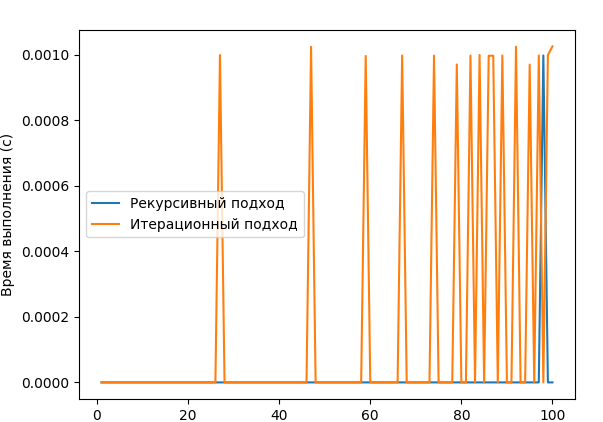 0.0010
0.0008
0.0006
0.0004
0.0002
0.0000
Время выполнения (с)
Рекурсивный подход
Итерационный подход
0 20 40 60 80 100